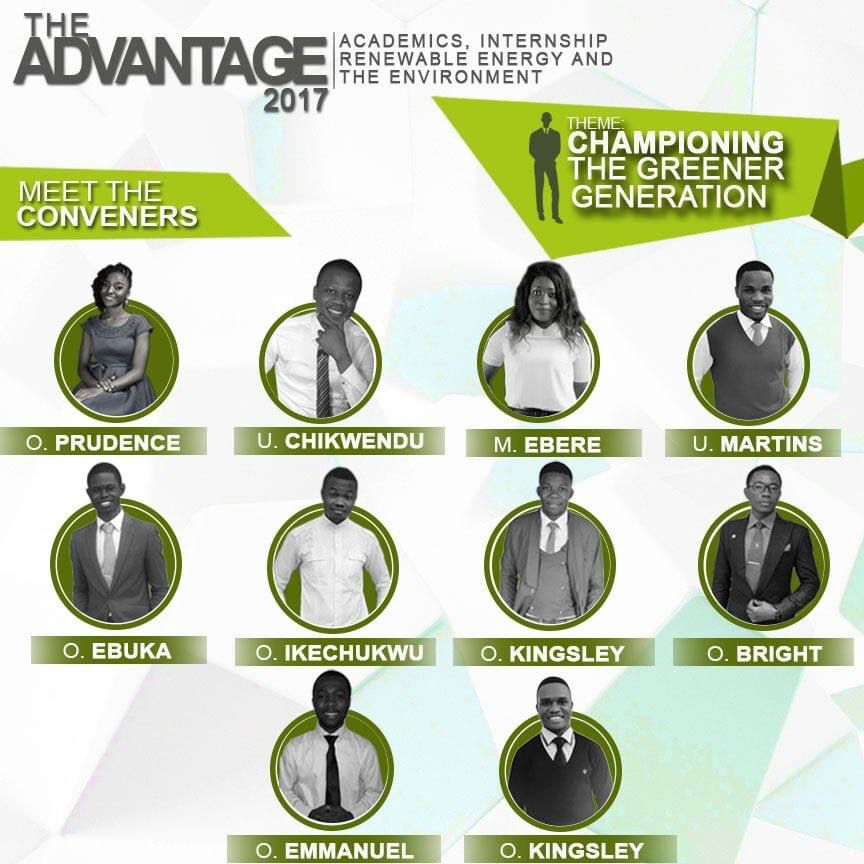 THE
ADVANTAGE
2017
ACADEMICS, INTERNSHIP
RENEWABLE ENERGY AND
THE ENVIRONMENT
THEME:
CHAMPIONING
THE GREENER
GENERATION
MEET THE
CONVENERS
O. PRUDENCE
U. CHIKWENDU
M. EBERE
U. MARTINS
O. EBUKA
O. IKECHUKWU
O. KINGSLEY
O. BRIGHT
O. EMMANUEL
O. KINGSLEY